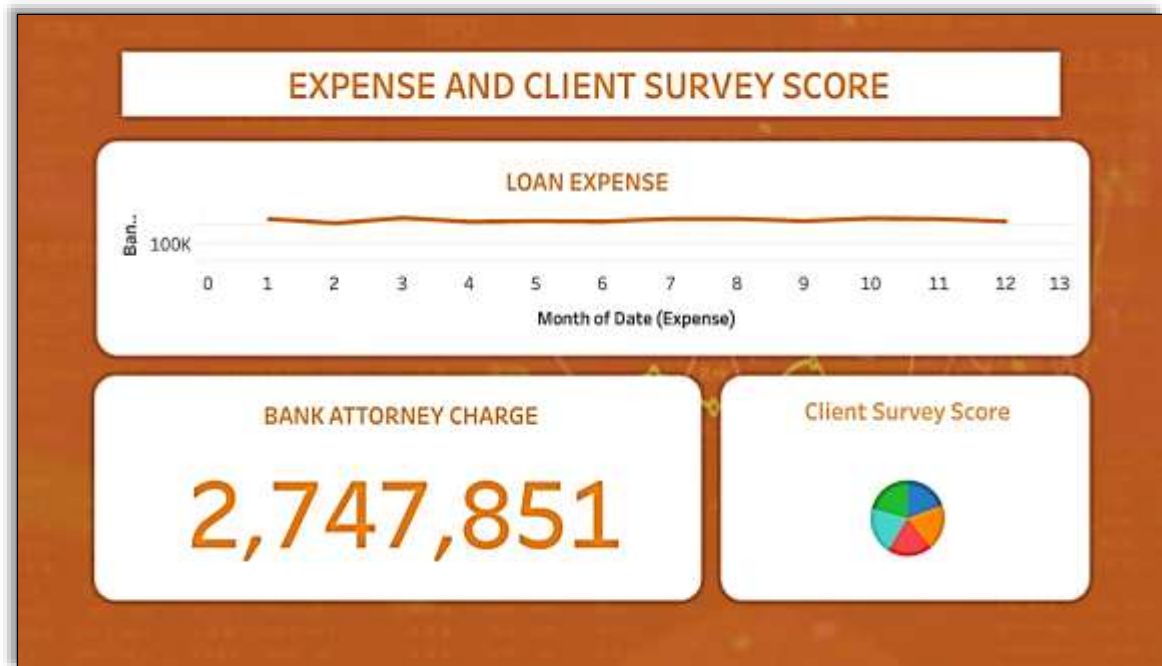 EXPENSE AND CLIENT SURVEY SCORE
LOAN EXPENSE
Ban..
100K
0 1 2 3 4 5 6 7 8 9 10 11 12 13
Month of Date (Expense)
BANK ATTORNEY CHARGE
2,747,851
Client Survey Score